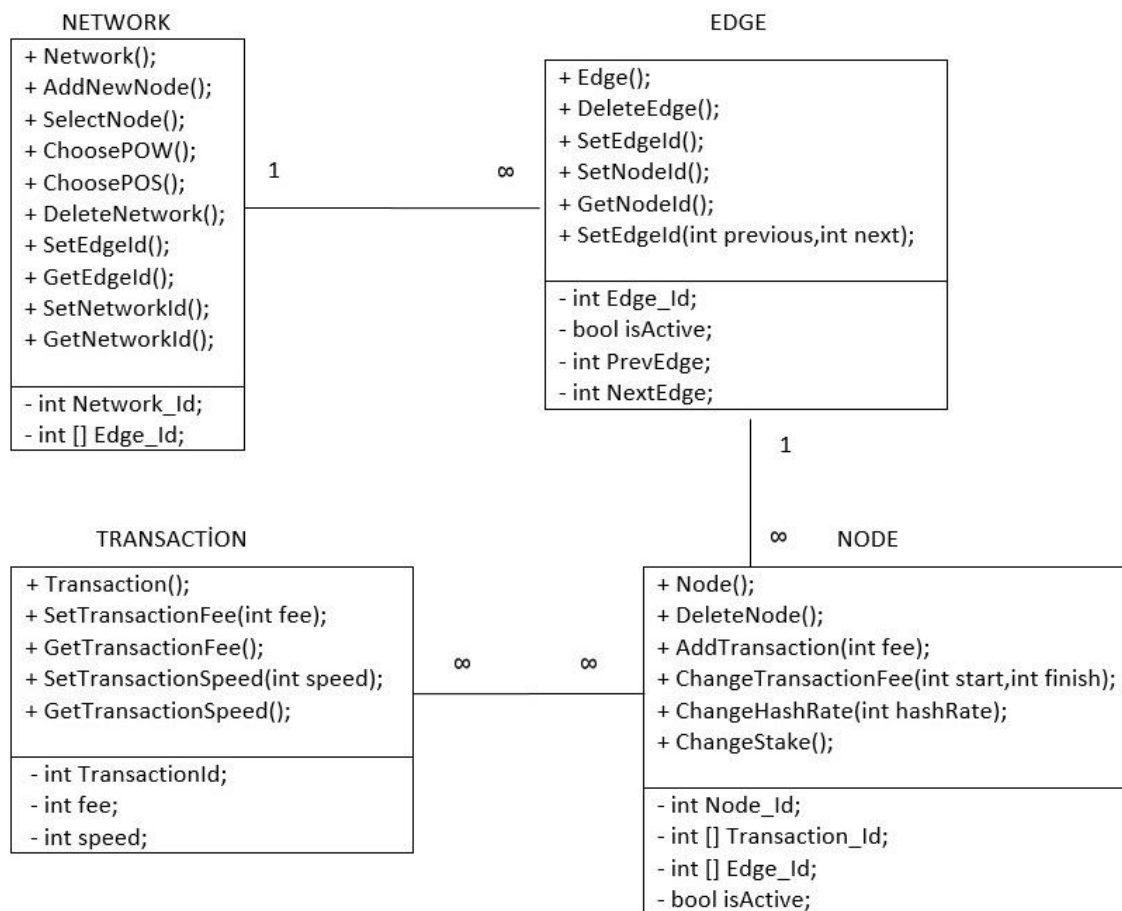 NETWORK
+ Network();
+ AddNewNode();
+ SelectNode();
+ ChoosePOW();
+ ChoosePOS();
+ DeleteNetwork();
+ SetEdgeId();
+ GetEdgeId();
+ SetNetworkId();
+ GetNetworkId();
- int Network_Id;
- int [] Edge_Id;
1
∞
EDGE
+ Edge();
+ DeleteEdge();
+ SetEdgeId();
+ SetNodeId();
+ GetNodeId();
+ SetEdgeId(int previous,int next);
- int Edge_Id;
- bool isActive;
- int PrevEdge;
- int NextEdge;
1
∞
TRANSACTİON
+ Transaction();
+ SetTransactionFee(int fee);
+ GetTransactionFee();
+ SetTransactionSpeed(int speed);
+ GetTransactionSpeed();
- int TransactionId;
- int fee;
- int speed;
∞
∞
NODE
+ Node();
+ DeleteNode();
+ AddTransaction(int fee);
+ ChangeTransactionFee(int start,int finish);
+ ChangeHashRate(int hashRate);
+ ChangeStake();
- int Node_Id;
- int [] Transaction_Id;
- int [] Edge_Id;
- bool isActive;